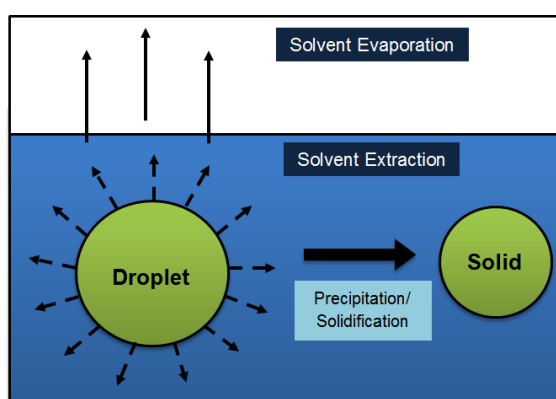 Solvent Evaporation
Solvent Extraction
Droplet
Precipitation/
Solidification
Solid